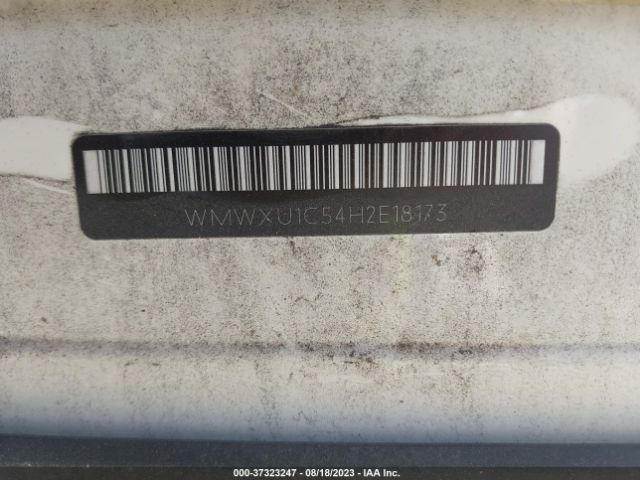 WMWXU1C54H2E18173
000-37323247 - 08/18/2023 - IAA Inc.